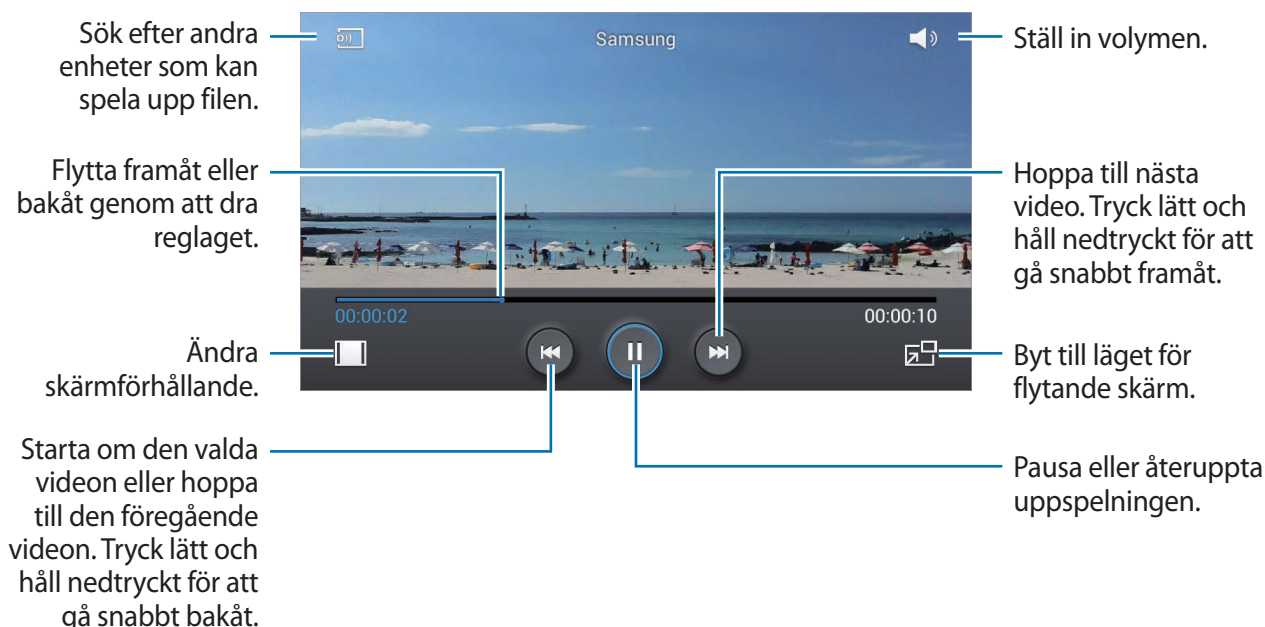 Sök efter andra
enheter som kan
spela upp filen.
Samsung
Ställ in volymen.
Flytta framåt eller
bakåt genom att dra
reglaget.
Hoppa till nästa
video. Tryck lätt och
håll nedtryckt för att
gå snabbt framåt.
00:00:02
00:00:10
Ändra
skärmförhållande.
Byt till läget för
flytande skärm.
Starta om den valda
videon eller hoppa
till den föregående
videon. Tryck lätt och
håll nedtryckt för att
gå snabbt bakåt.
Pausa eller återuppta
uppspelningen.